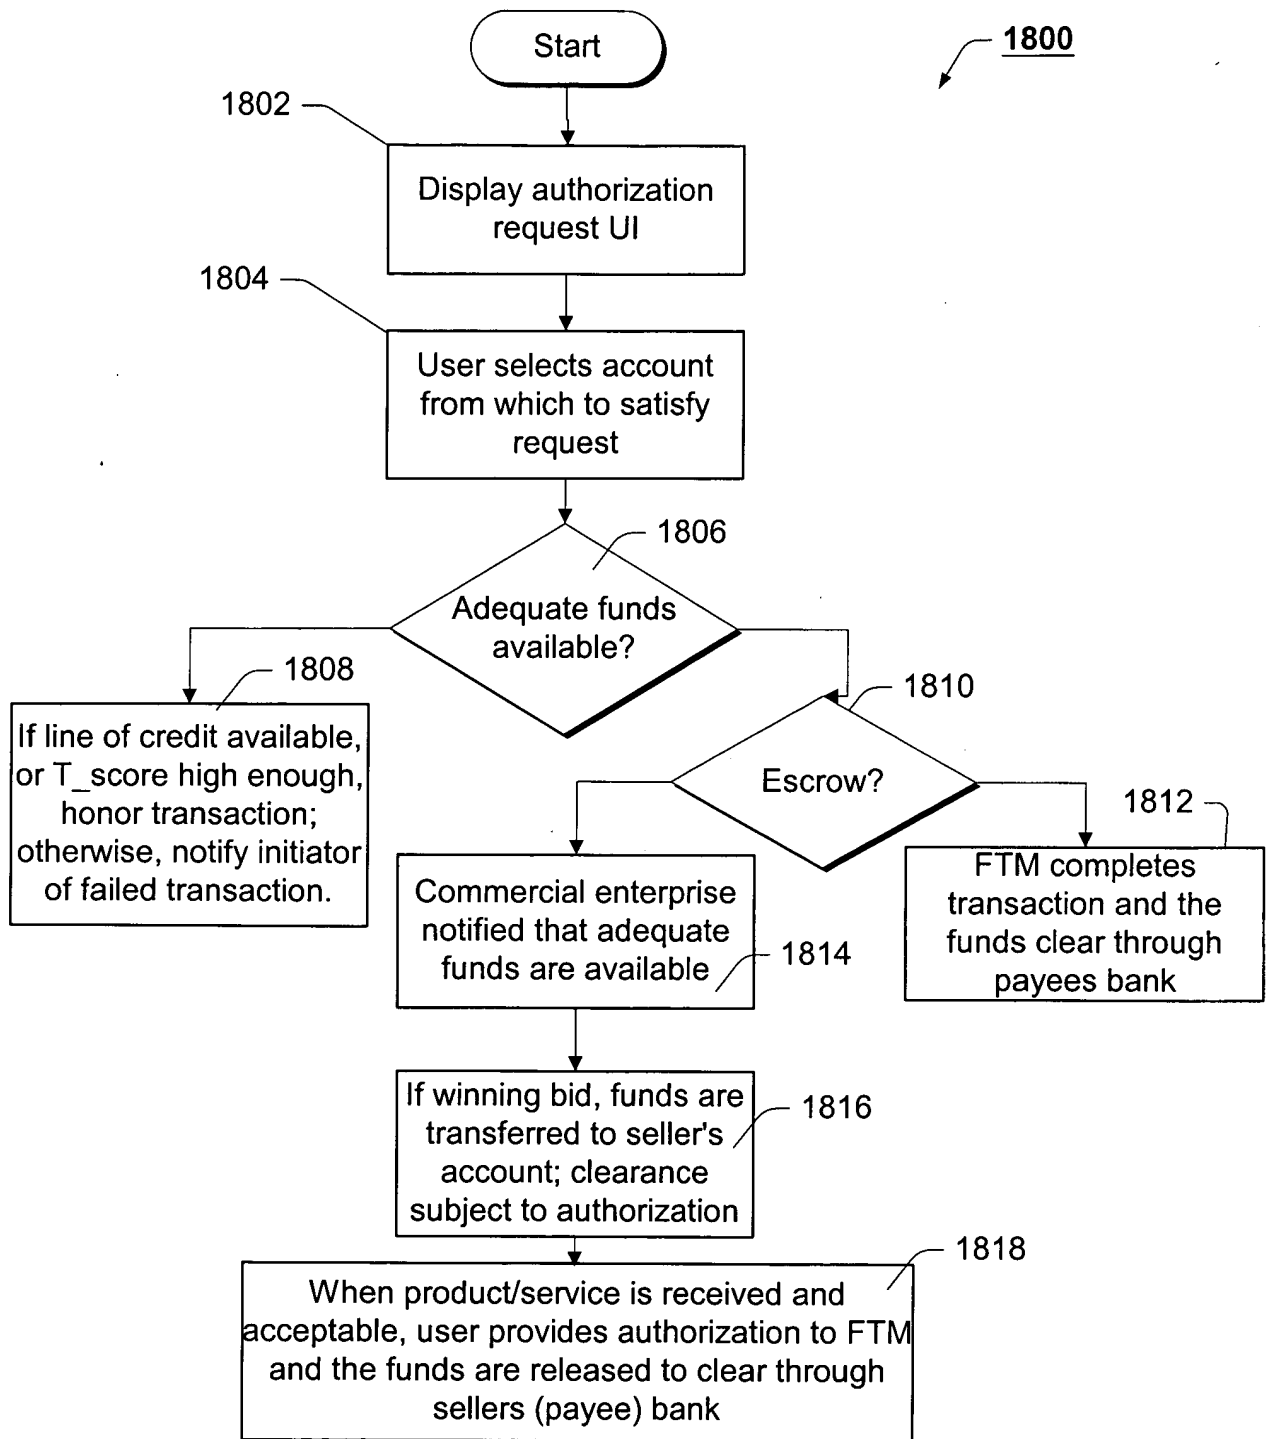 Start
1800
1802
Display authorization
request UI
1804
User selects account
from which to satisfy
request
1806
Adequate funds
available?
1808
If line of credit available,
or T_score high enough,
honor transaction;
otherwise, notify initiator
of failed transaction.
1810
Escrow?
1812
FTM completes
transaction and the
funds clear through
payees bank
Commercial enterprise
notified that adequate
funds are available
1814
If winning bid, funds are
transferred to seller's
account; clearance
subject to authorization
1816
1818
When product/service is received and
acceptable, user provides authorization to FTM
and the funds are released to clear through
sellers (payee) bank